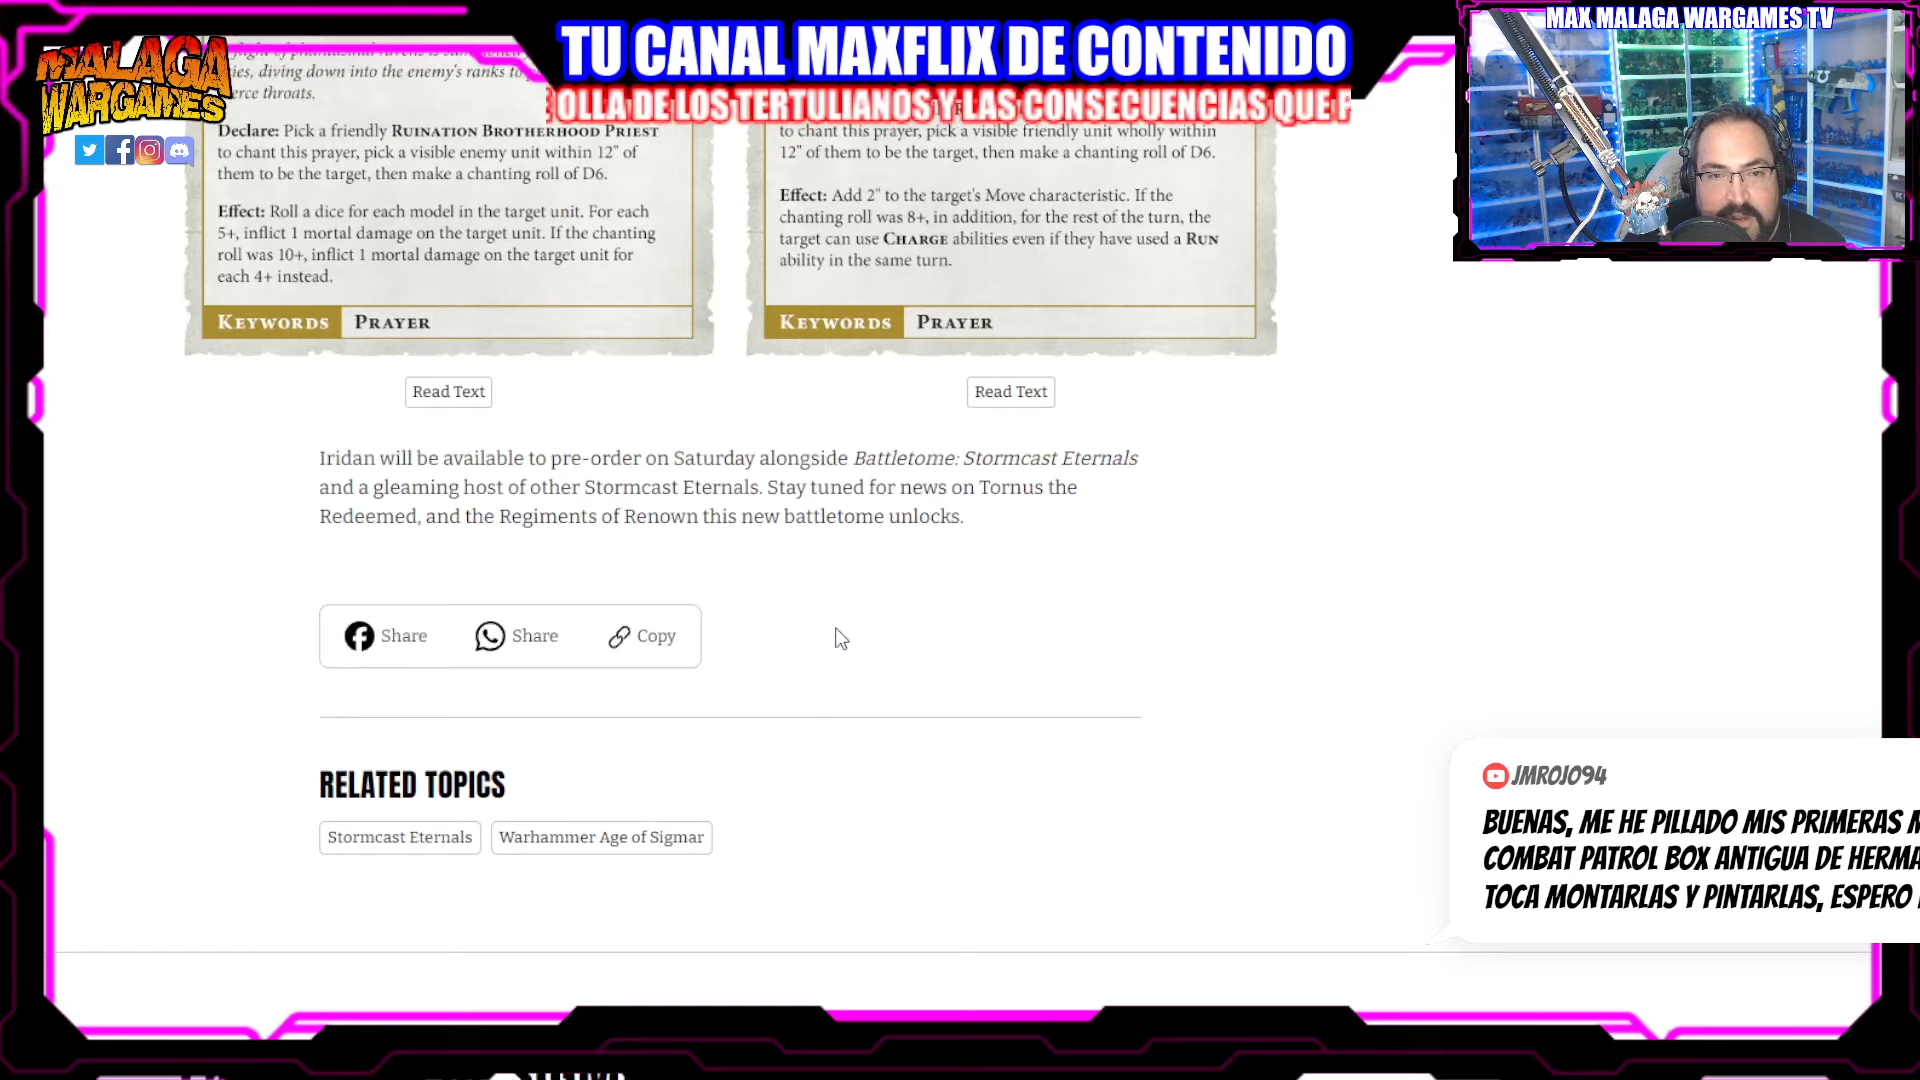 TU CANAL MAXFLIX DE CONTENIDO
OLLA DE LOS TERTULIANOS Y LAS CONSECUENCIAS QUE
MALAGA
WARGAMES
MAX MALAGA WARGAMES TV
diving down into the enemy's ranks to
throats.
Declare: Pick a friendly RUINATION BROTHERHOOD PRIEST
to chant this prayer, pick a visible enemy unit within 12" of
them to be the target, then make a chanting roll of D6.
Effect: Roll a dice for each model in the target unit. For each
5+, inflict 1 mortal damage on the target unit. If the chanting
roll was 10+, inflict 1 mortal damage on the target unit for
each 4+ instead.
KEYWORDS PRAYER
Read Text
to chant this prayer, pick a visible friendly unit wholly within
12" of them to be the target, then make a chanting roll of D6.
Effect: Add 2" to the target's Move characteristic. If the
chanting roll was 8+, in addition, for the rest of the turn, the
target can use CHARGE abilities even if they have used a RUN
ability in the same turn.
KEYWORDS PRAYER
Read Text
Iridan will be available to pre-order on Saturday alongside Battletome: Stormcast Eternals
and a gleaming host of other Stormcast Eternals. Stay tuned for news on Tornus the
Redeemed, and the Regiments of Renown this new battletome unlocks.
Share Share Copy
RELATED TOPICS
Stormcast Eternals Warhammer Age of Sigmar
JMROJO94
BUENAS, ME HE PILLADO MIS PRIMERAS
COMBAT PATROL BOX ANTIGUA DE HERMA
TOCA MONTARLAS Y PINTARLAS, ESPERO